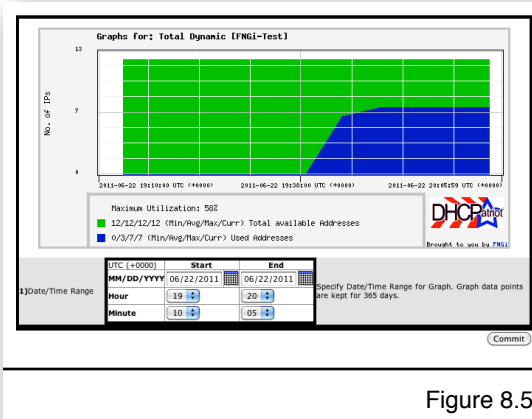 Graphs for: Total Dynamic [FNGi-Test]
13
No. of IPs
7
0
2011-06-22 19:10:00 UTC (+0000) 2011-06-22 19:38:00 UTC (+0000) 2011-06-22 20:05:59 UTC (+0000)
Maximum Utilization: 58%
12/12/12/12 (Min/Avg/Max/Curr) Total available Addresses
0/3/7/7 (Min/Avg/Max/Curr) Used Addresses
DHCPatriot
Brought to you by FNGi
UTC (+0000) Start End
1)Date/Time Range
MM/DD/YYYY 06/22/2011 06/22/2011
Hour 19 20
Minute 10 05
Specify Date/Time Range for Graph. Graph data points
are kept for 365 days.
Commit
Figure 8.5